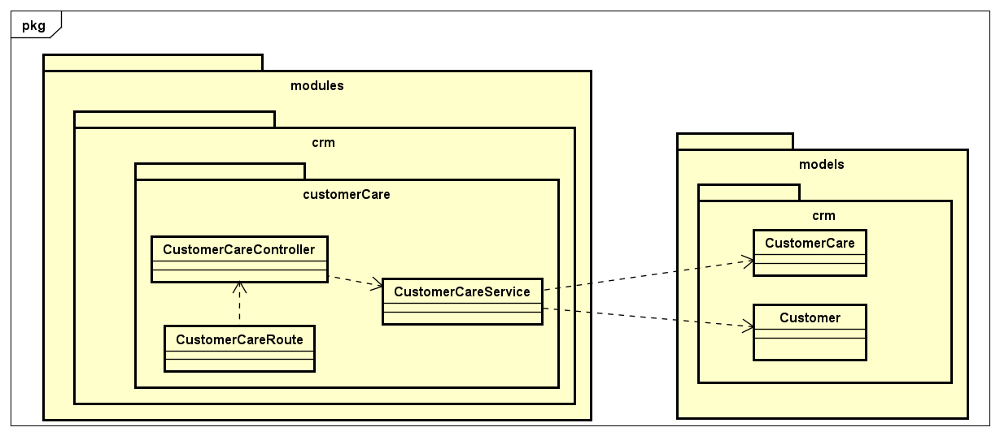 pkg
modules
crm
customerCare
CustomerCareController
CustomerCareService
CustomerCareRoute
models
crm
CustomerCare
Customer